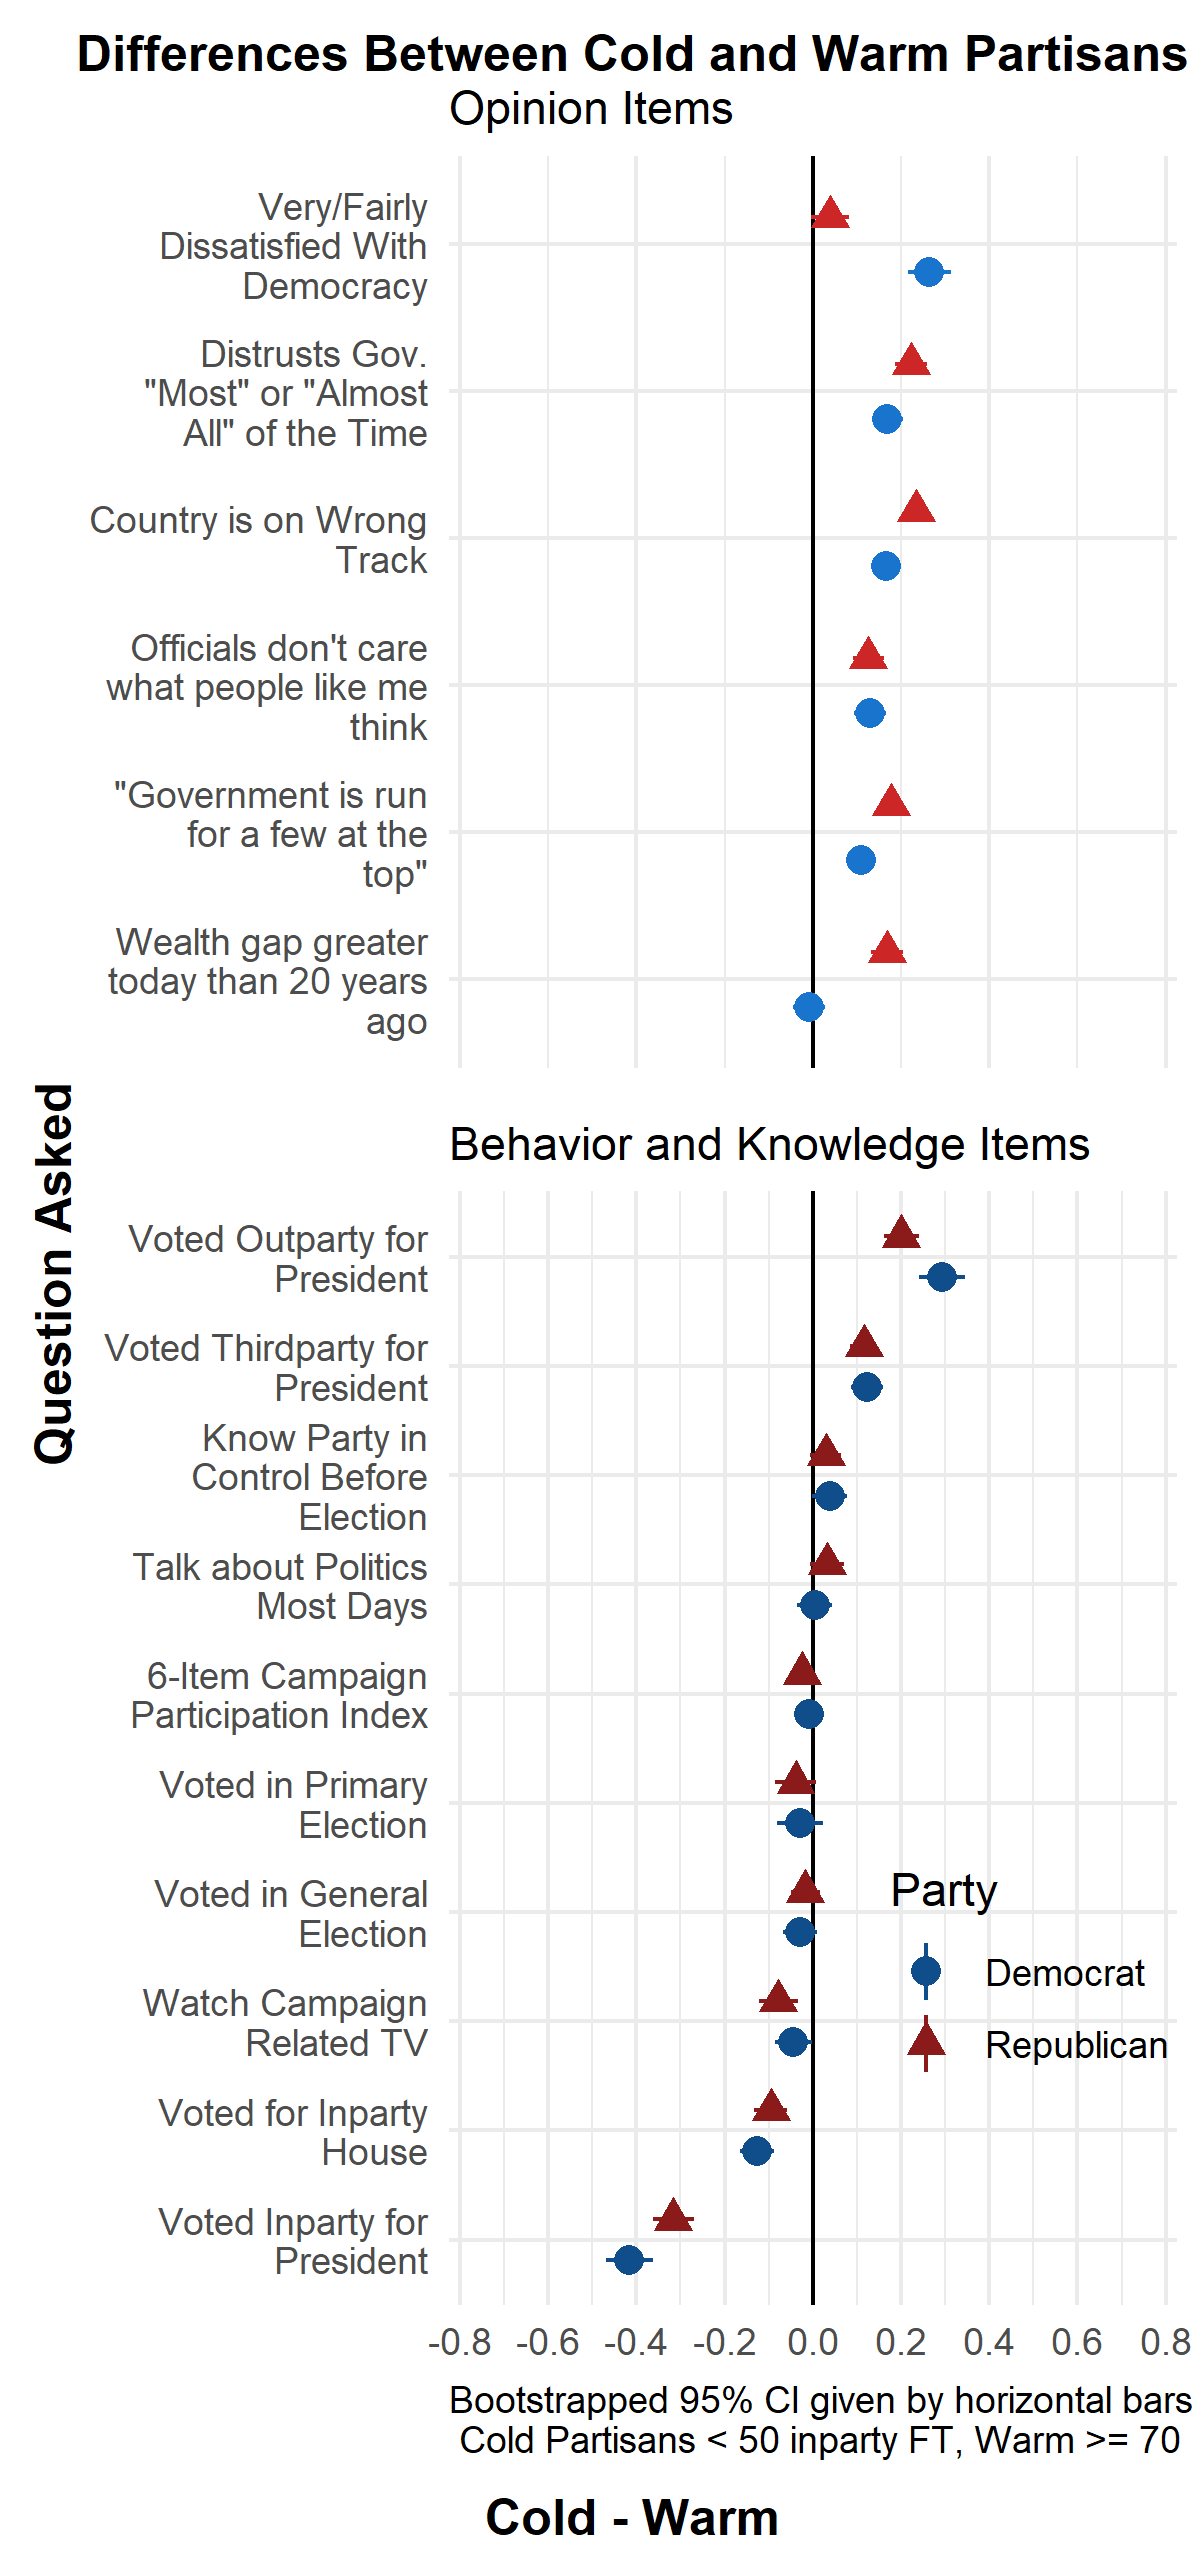 Differences Between Cold and Warm Partisans
Opinion Items
Very/Fairly
Dissatisfied With
Democracy
Distrusts Gov.
"Most" or "Almost
All" of the Time
Country is on Wrong
Track
Officials don't care
what people like me
think
"Government is run
for a few at the
top"
Wealth gap greater
today than 20 years
ago
Question Asked
Behavior and Knowledge Items
Voted Outparty for
President
Voted Thirdparty for
President
Know Party in
Control Before
Election
Talk about Politics
Most Days
6-Item Campaign
Participation Index
Voted in Primary
Election
Voted in General
Election
Watch Campaign
Related TV
Voted for Inparty
House
Voted Inparty for
President
Party
Democrat
Republican
-0.8 -0.6 -0.4 -0.2 0.0 0.2 0.4 0.6 0.8
Bootstrapped 95% CI given by horizontal bars
Cold Partisans < 50 inparty FT, Warm >= 70
Cold - Warm